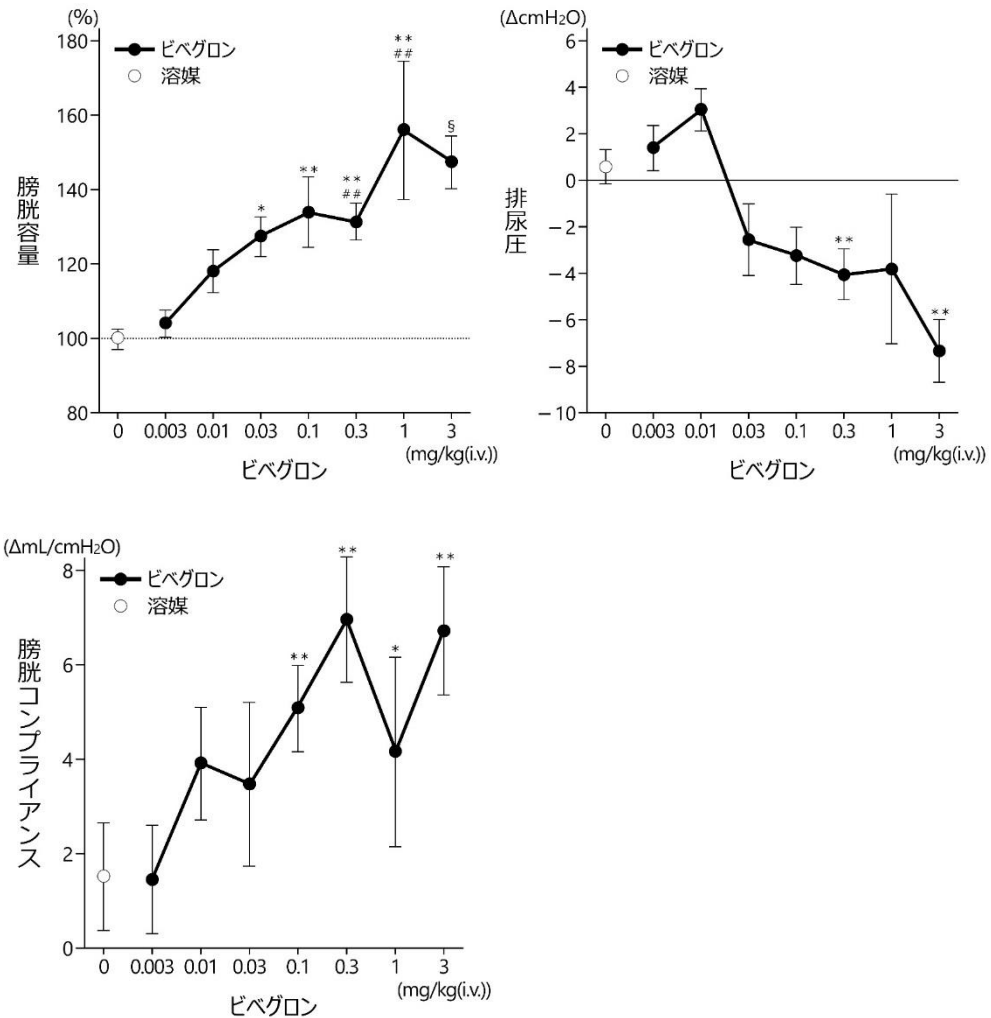 (%)
180
160
140
120
100
80
膀胱容量
ビベグロン
溶媒
*
**
**
##
**
##
§
0 0.003 0.01 0.03 0.1 0.3 1 3
(mg/kg(i.v.))
ビベグロン
(ΔcmH2O)
6
4
2
0
−2
−4
−6
−8
−10
排尿圧
ビベグロン
溶媒
**
**
0 0.003 0.01 0.03 0.1 0.3 1 3
(mg/kg(i.v.))
ビベグロン
(ΔmL/cmH2O)
8
6
4
2
0
膀胱コンプライアンス
ビベグロン
溶媒
**
**
*
**
0 0.003 0.01 0.03 0.1 0.3 1 3
(mg/kg(i.v.))
ビベグロン